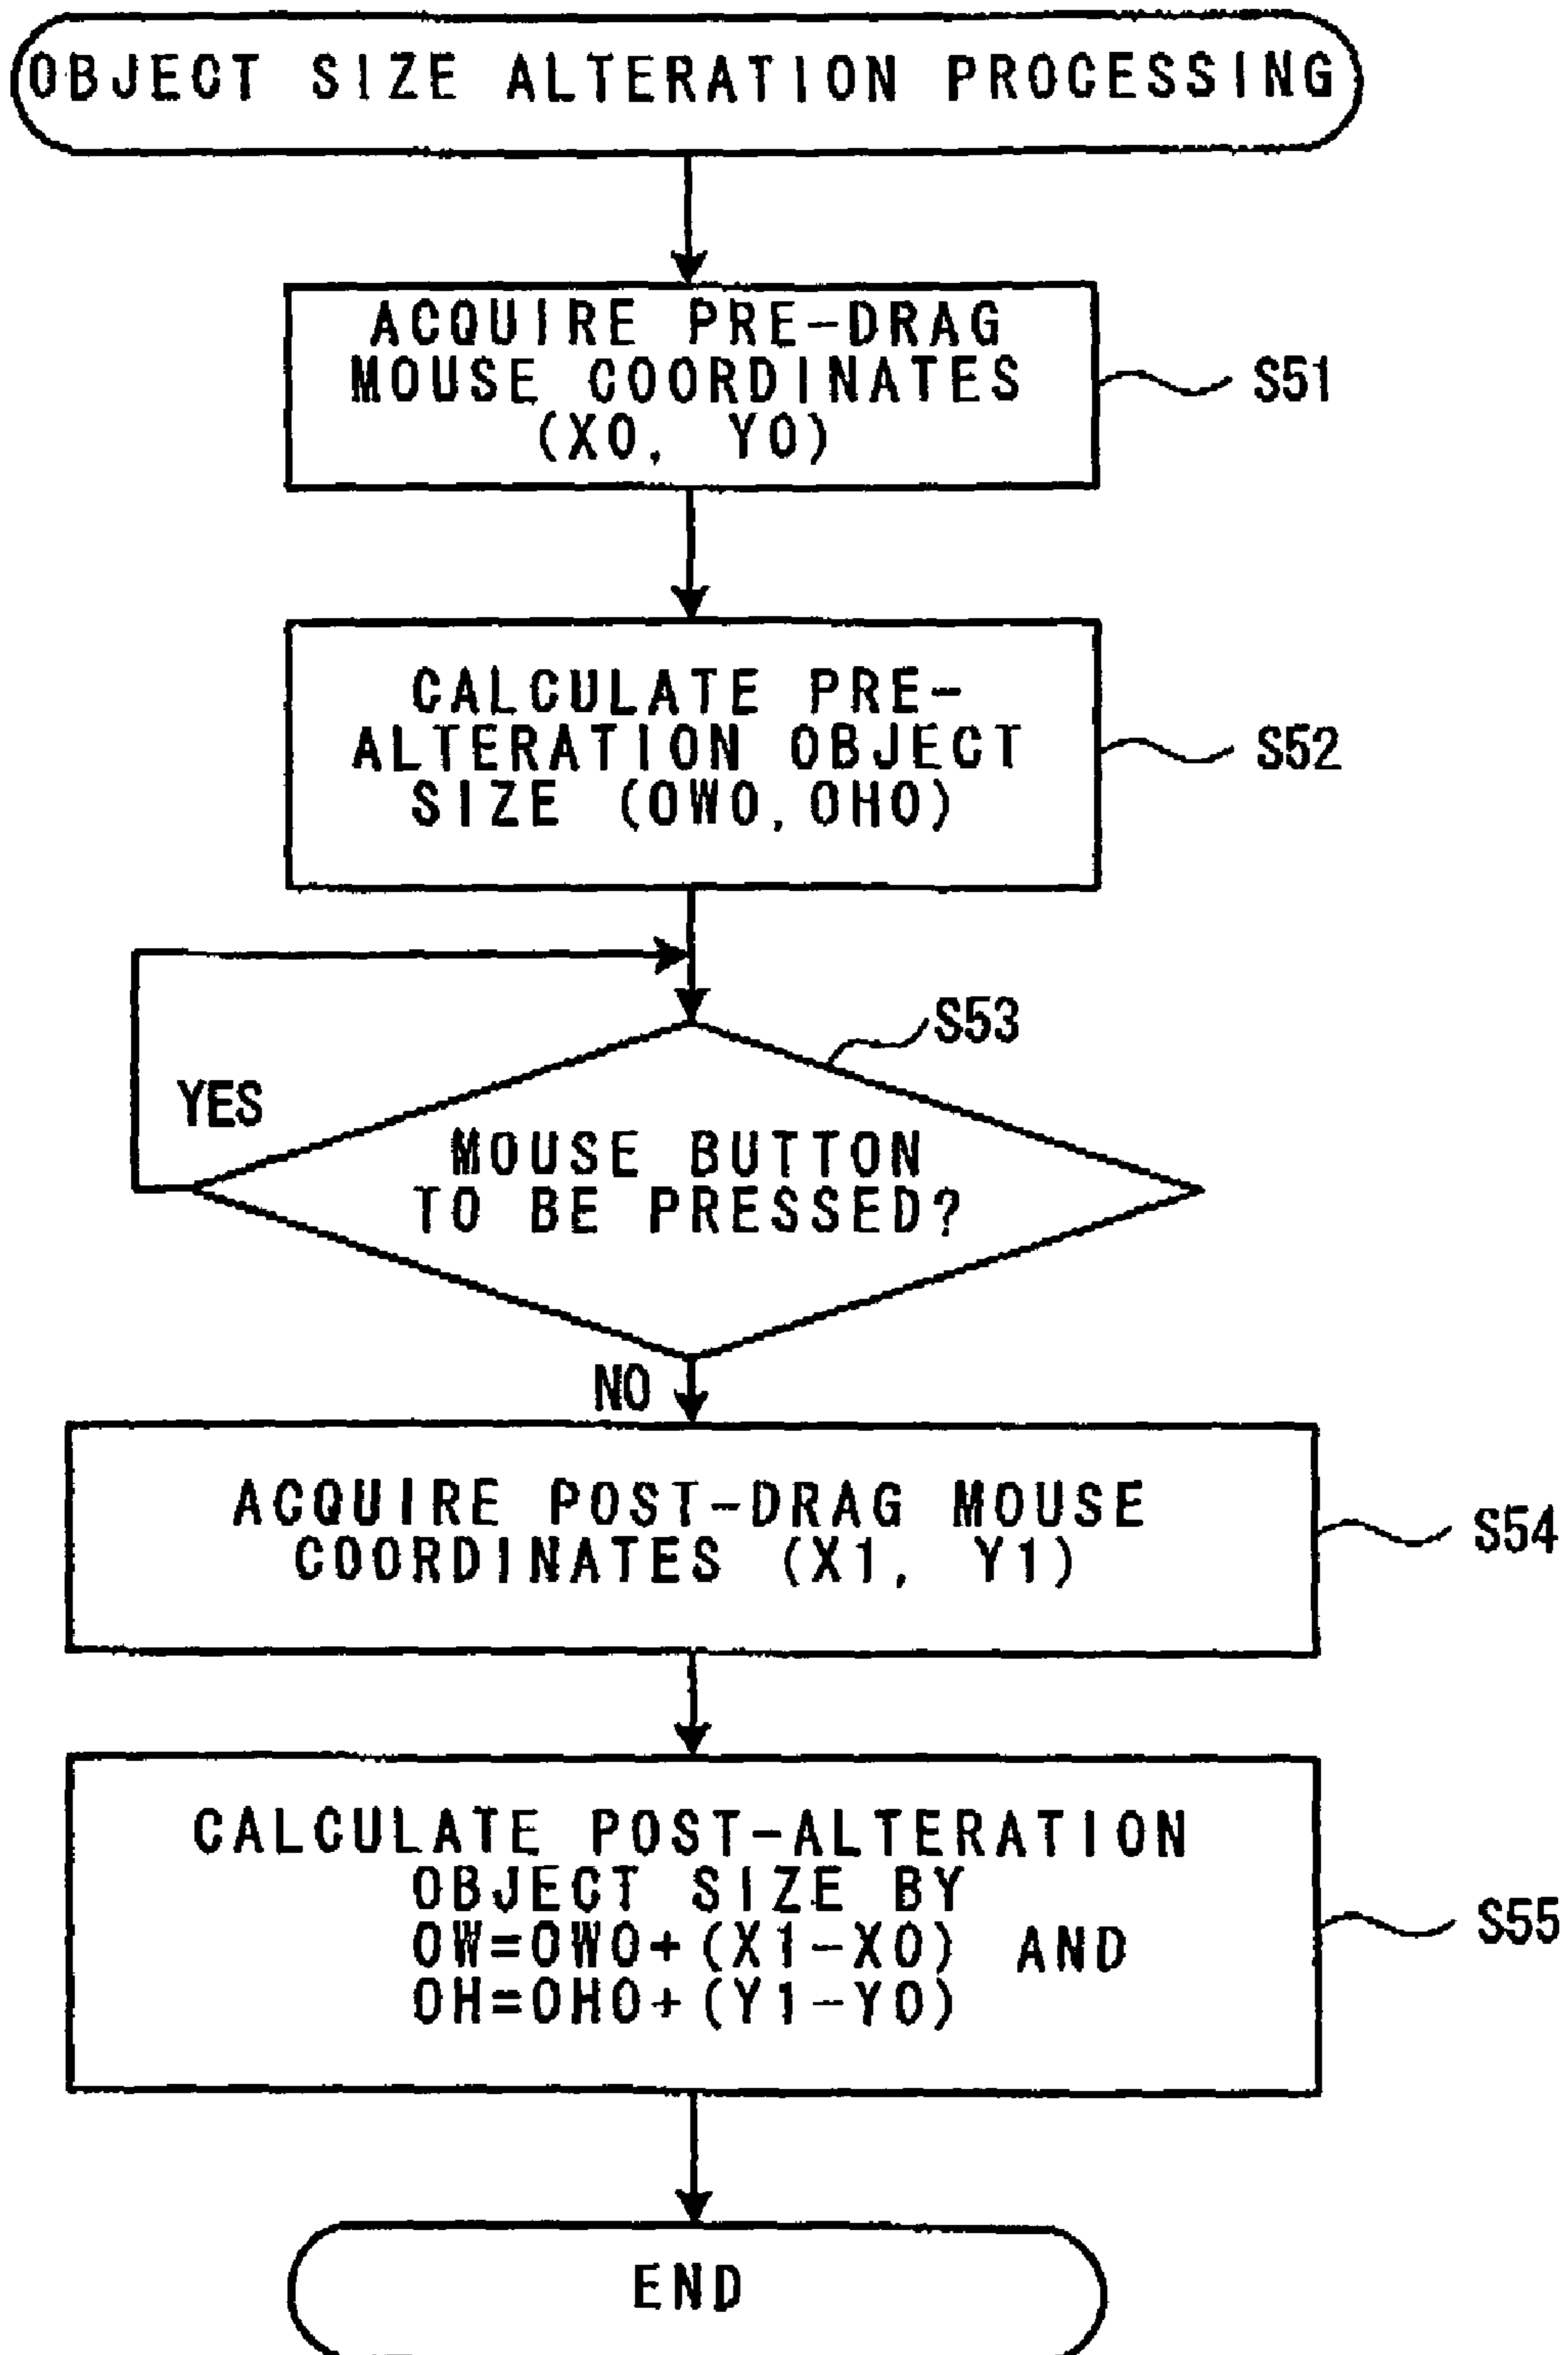 OBJECT SIZE ALTERATION PROCESSING
ACQUIRE PRE-DRAG
MOUSE COORDINATES
(X0, Y0)
S51
CALCULATE PRE-
ALTERATION OBJECT
SIZE (OW0,OH0)
S52
S53
YES
MOUSE BUTTON
TO BE PRESSED?
NO
ACQUIRE POST-DRAG MOUSE
COORDINATES (X1, Y1)
S54
CALCULATE POST-ALTERATION
OBJECT SIZE BY
OW=OW0+(X1-X0) AND
OH=OH0+(Y1-Y0)
S55
END